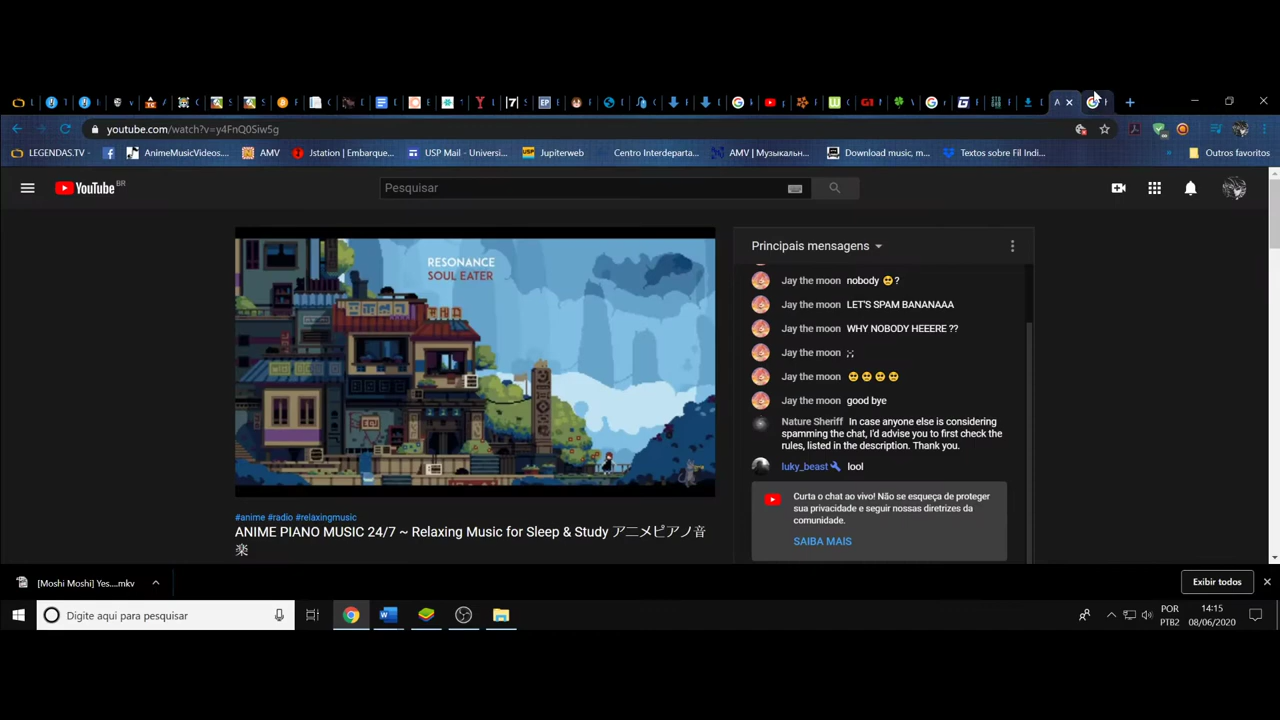 youtube.com/watch?v=y4FnQ0Siw5g
LEGENDAS.TV
AnimeMusicVideos....
AMV
Jstation | Embarque...
USP Mail - Universi...
Jupiterweb
Centro Interdeparta...
AMV | Музыкальн...
Download music, m...
Textos sobre Fil Indi...
»
Outros favoritos
YouTube BR
Pesquisar
RESONANCE
SOUL EATER
Principais mensagens
Jay the moon nobody 🥺 ?
Jay the moon LET'S SPAM BANANAAA
Jay the moon WHY NOBODY HEEERE ??
Jay the moon ;-;
Jay the moon 🥺 🥺 🥺 🥺
Jay the moon good bye
Nature Sheriff In case anyone else is considering
spamming the chat, I'd advise you to first check the
rules, listed in the description. Thank you.
luky_beast lool
Curta o chat ao vivo! Não se esqueça de proteger
sua privacidade e seguir nossas diretrizes da
comunidade.
SAIBA MAIS
#anime #radio #relaxingmusic
ANIME PIANO MUSIC 24/7 ~ Relaxing Music for Sleep & Study アニメピアノ音
楽
[Moshi Moshi] Yes....mkv
Exibir todos
Digite aqui para pesquisar
POR
PTB2
14:15
08/06/2020